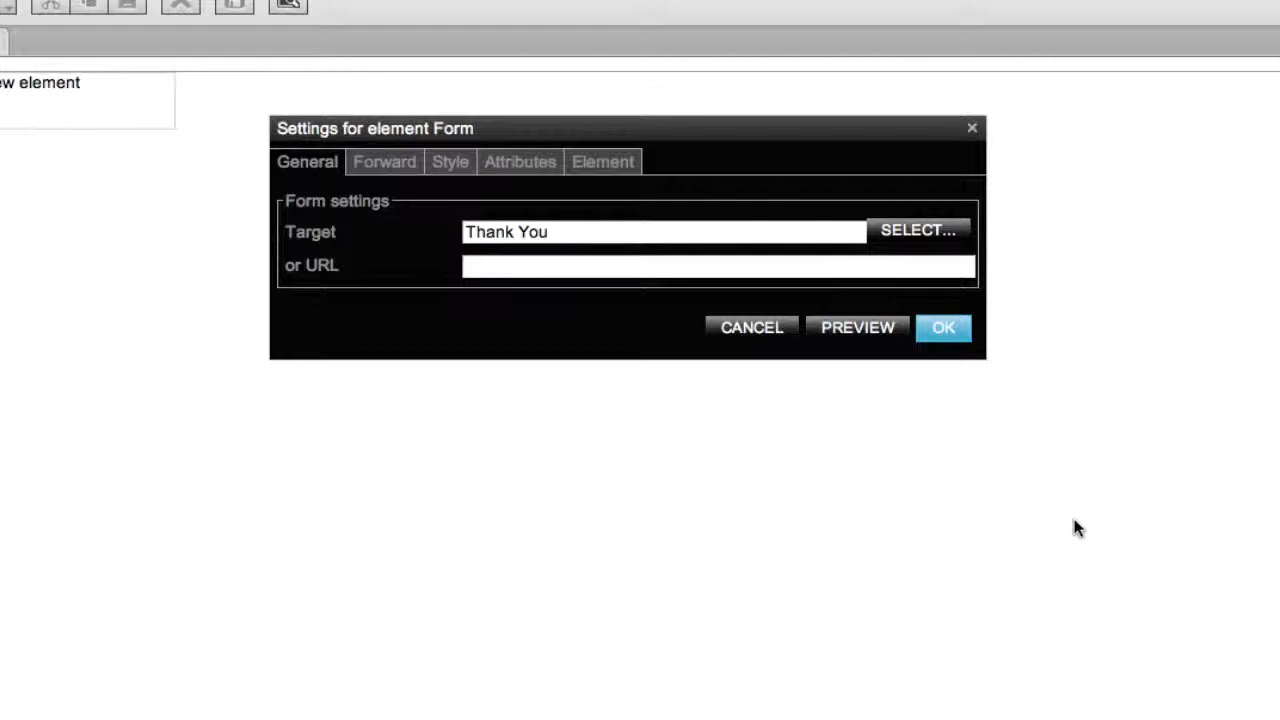 ew element
Settings for element Form
General Forward Style Attributes Element
Form settings
Target Thank You SELECT...
or URL
CANCEL PREVIEW OK